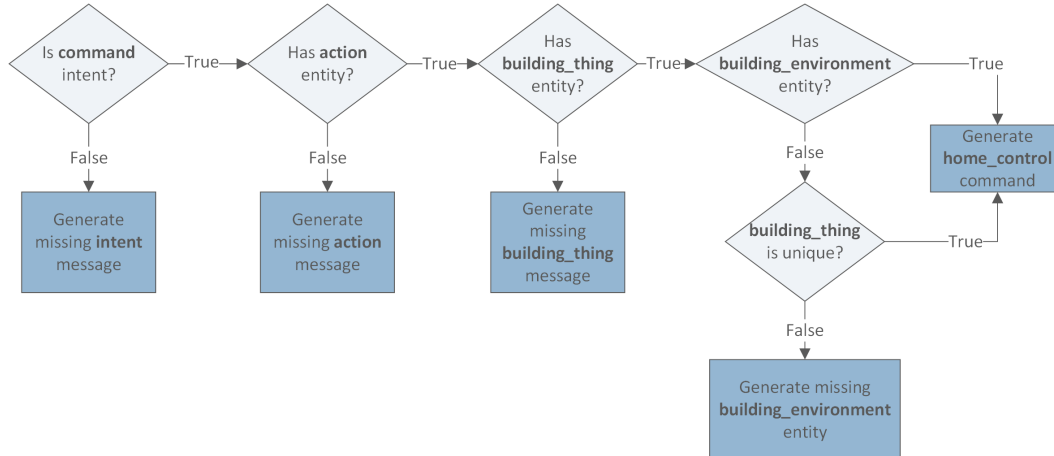 Is command
intent?
True
Has action
entity?
True
Has
building_thing
entity?
True
Has
building_environment
entity?
True
False
False
False
False
Generate
home_control
command
Generate
missing intent
message
Generate
missing action
message
Generate
missing
building_thing
message
building_thing
is unique?
True
False
Generate missing
building_environment
entity